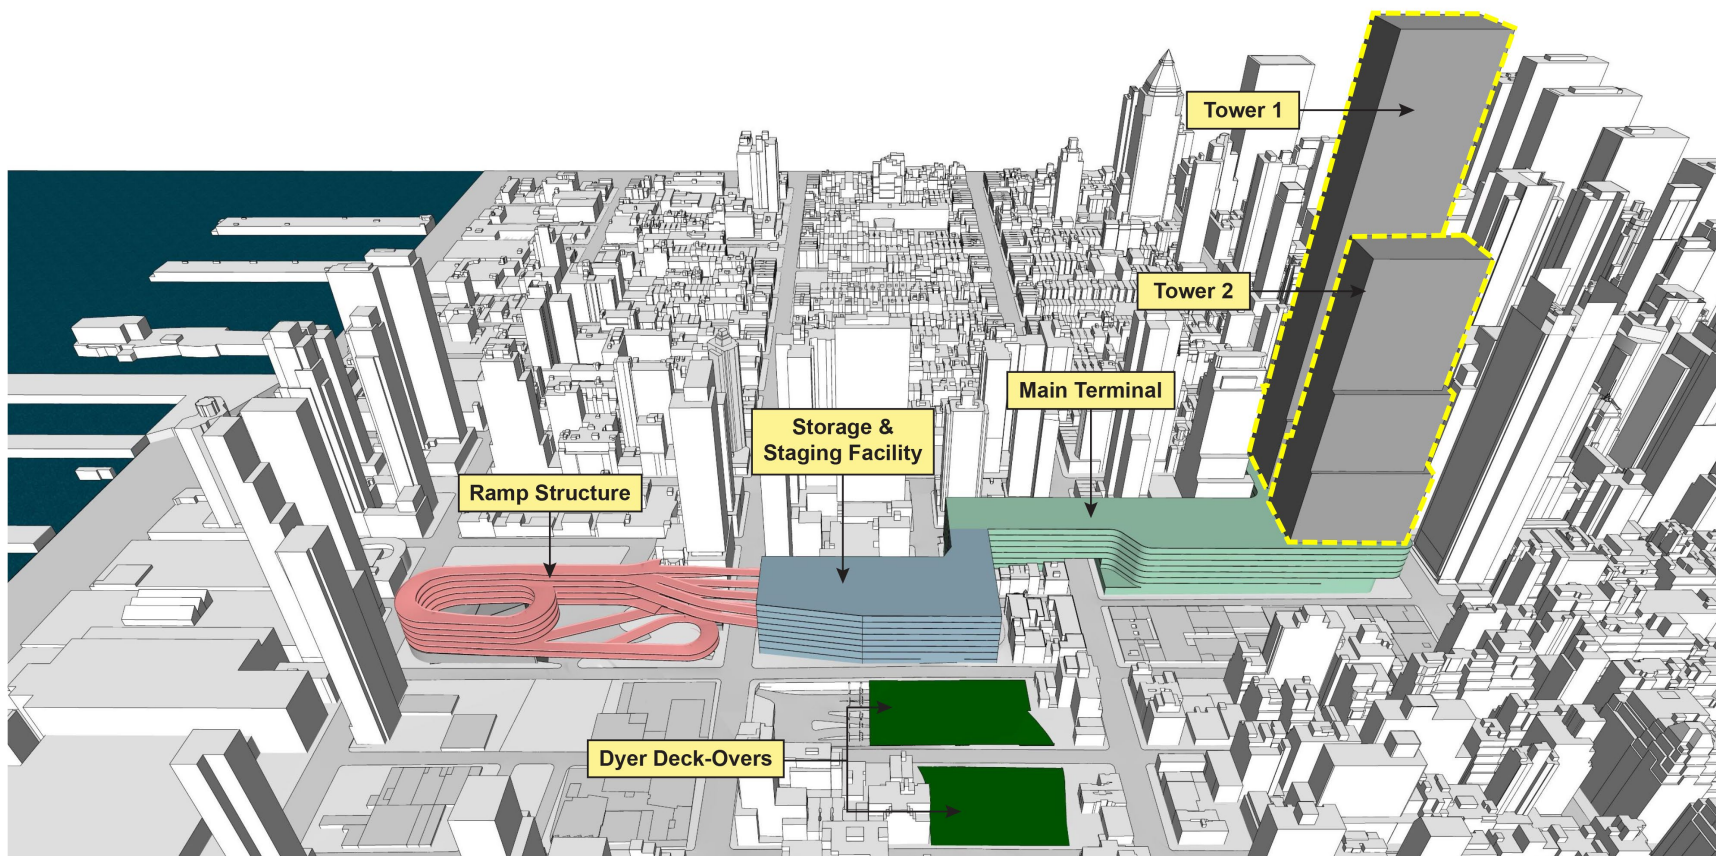 Tower 1
Tower 2
Main Terminal
Storage &
Staging Facility
Ramp Structure
Dyer Deck-Overs